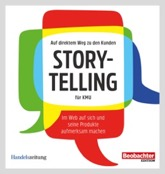 Auf direktem Weg zu den Kunden
STORY-
TELLING
für KMU
Im Web auf sich und
seine Produkte
aufmerksam machen
Handelszeitung
Beobachter
EDITION